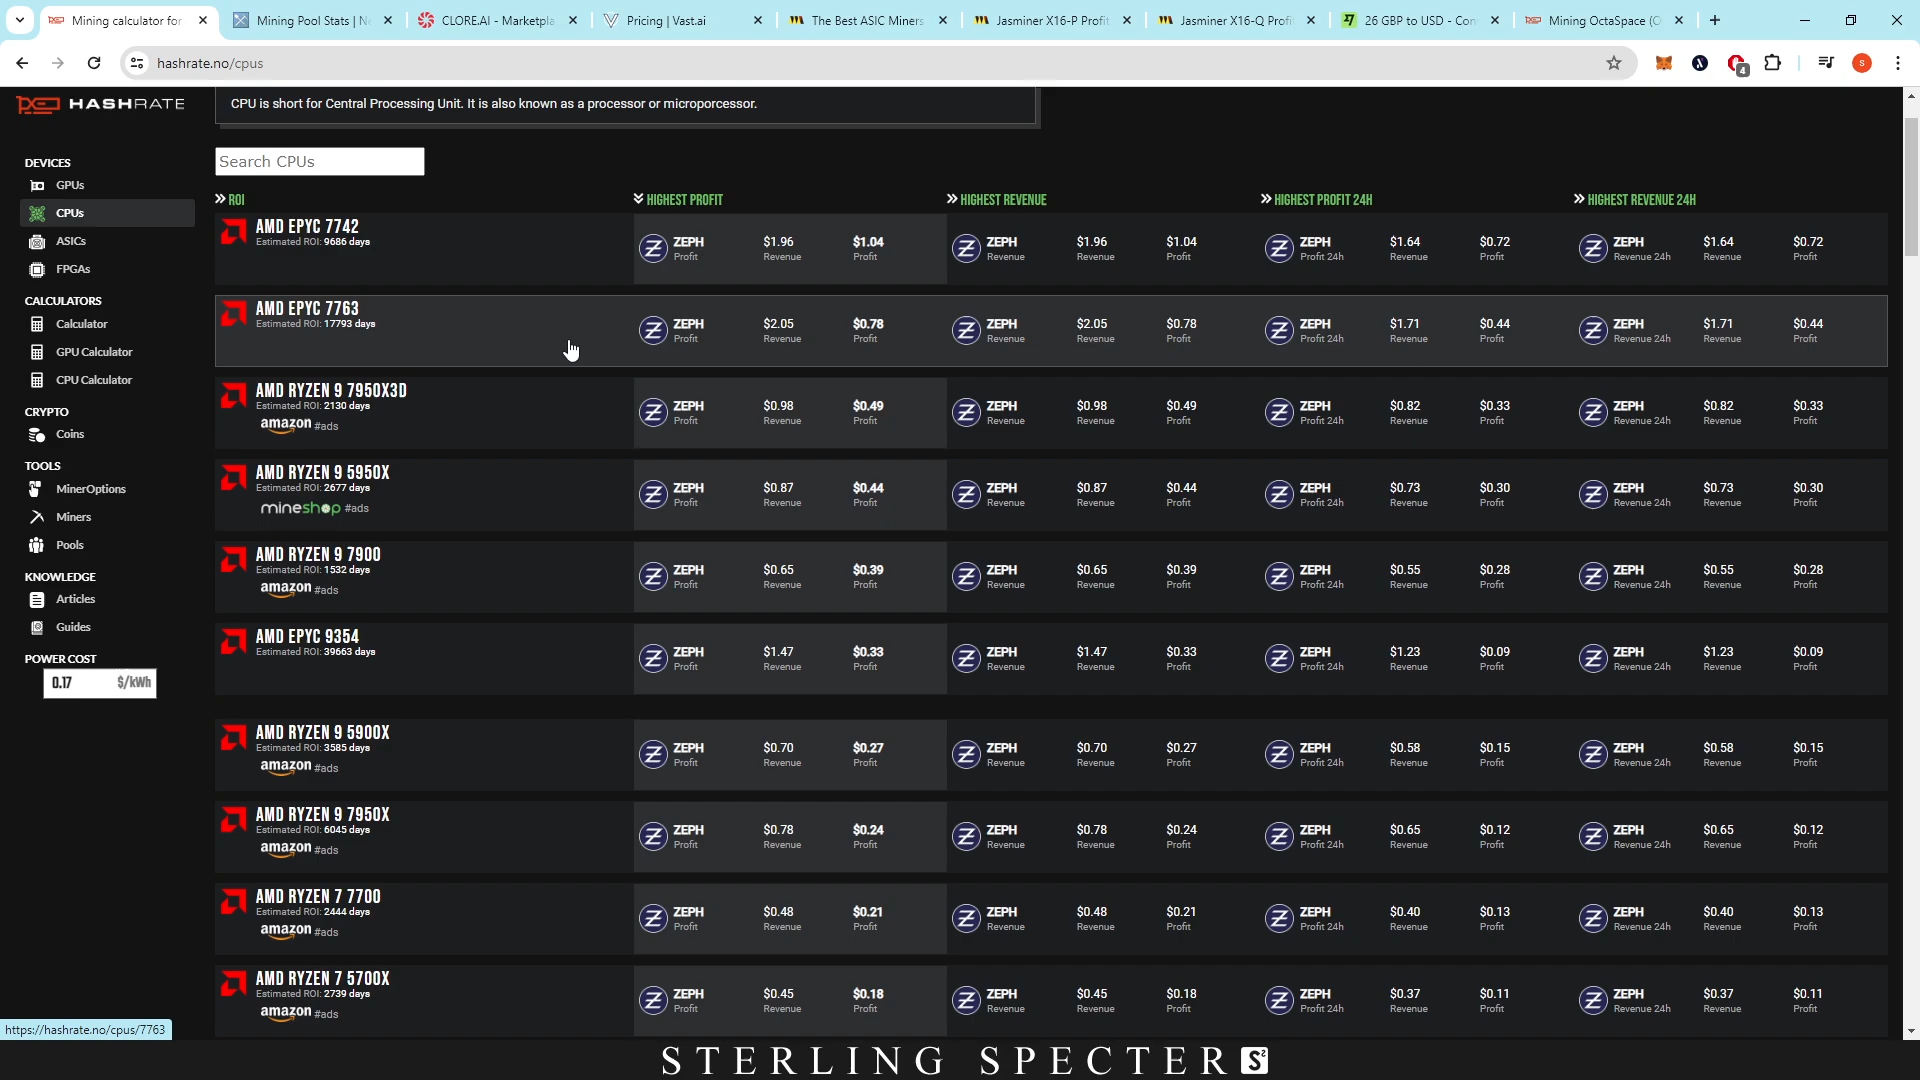 Mining calculator for
Mining Pool Stats | Ne
CLORE.AI - Marketpla
Pricing | Vast.ai
The Best ASIC Miners
Jasminer X16-P Profit
Jasminer X16-Q Profi
26 GBP to USD - Con
Mining OctaSpace (O
hashrate.no/cpus
4
S
HASHRATE
CPU is short for Central Processing Unit. It is also known as a processor or microporcessor.
Search CPUs
DEVICES
GPUs
CPUs
ASICs
FPGAs
CALCULATORS
Calculator
GPU Calculator
CPU Calculator
CRYPTO
Coins
TOOLS
MinerOptions
Miners
Pools
KNOWLEDGE
Articles
Guides
POWER COST
0.17 $/kWh
ROI HIGHEST PROFIT HIGHEST REVENUE HIGHEST PROFIT 24H HIGHEST REVENUE 24H
AMD EPYC 7742
Estimated ROI: 9686 days
ZEPH $1.96 $1.04 ZEPH $1.96 $1.04 ZEPH $1.64 $0.72 ZEPH $1.64 $0.72
Profit Revenue Profit Revenue Revenue Profit Profit 24h Revenue Profit Revenue 24h Revenue Profit
AMD EPYC 7763
Estimated ROI: 17793 days
ZEPH $2.05 $0.78 ZEPH $2.05 $0.78 ZEPH $1.71 $0.44 ZEPH $1.71 $0.44
Profit Revenue Profit Revenue Revenue Profit Profit 24h Revenue Profit Revenue 24h Revenue Profit
AMD RYZEN 9 7950X3D
Estimated ROI: 2130 days
amazon #ads
ZEPH $0.98 $0.49 ZEPH $0.98 $0.49 ZEPH $0.82 $0.33 ZEPH $0.82 $0.33
Profit Revenue Profit Revenue Revenue Profit Profit 24h Revenue Profit Revenue 24h Revenue Profit
AMD RYZEN 9 5950X
Estimated ROI: 2677 days
mineshop #ads
ZEPH $0.87 $0.44 ZEPH $0.87 $0.44 ZEPH $0.73 $0.30 ZEPH $0.73 $0.30
Profit Revenue Profit Revenue Revenue Profit Profit 24h Revenue Profit Revenue 24h Revenue Profit
AMD RYZEN 9 7900
Estimated ROI: 1532 days
amazon #ads
ZEPH $0.65 $0.39 ZEPH $0.65 $0.39 ZEPH $0.55 $0.28 ZEPH $0.55 $0.28
Profit Revenue Profit Revenue Revenue Profit Profit 24h Revenue Profit Revenue 24h Revenue Profit
AMD EPYC 9354
Estimated ROI: 39663 days
ZEPH $1.47 $0.33 ZEPH $1.47 $0.33 ZEPH $1.23 $0.09 ZEPH $1.23 $0.09
Profit Revenue Profit Revenue Revenue Profit Profit 24h Revenue Profit Revenue 24h Revenue Profit
AMD RYZEN 9 5900X
Estimated ROI: 3585 days
amazon #ads
ZEPH $0.70 $0.27 ZEPH $0.70 $0.27 ZEPH $0.58 $0.15 ZEPH $0.58 $0.15
Profit Revenue Profit Revenue Revenue Profit Profit 24h Revenue Profit Revenue 24h Revenue Profit
AMD RYZEN 9 7950X
Estimated ROI: 6045 days
amazon #ads
ZEPH $0.78 $0.24 ZEPH $0.78 $0.24 ZEPH $0.65 $0.12 ZEPH $0.65 $0.12
Profit Revenue Profit Revenue Revenue Profit Profit 24h Revenue Profit Revenue 24h Revenue Profit
AMD RYZEN 7 7700
Estimated ROI: 2444 days
amazon #ads
ZEPH $0.48 $0.21 ZEPH $0.48 $0.21 ZEPH $0.40 $0.13 ZEPH $0.40 $0.13
Profit Revenue Profit Revenue Revenue Profit Profit 24h Revenue Profit Revenue 24h Revenue Profit
AMD RYZEN 7 5700X
Estimated ROI: 2739 days
amazon #ads
ZEPH $0.45 $0.18 ZEPH $0.45 $0.18 ZEPH $0.37 $0.11 ZEPH $0.37 $0.11
Profit Revenue Profit Revenue Revenue Profit Profit 24h Revenue Profit Revenue 24h Revenue Profit
https://hashrate.no/cpus/7763
STERLING SPECTER